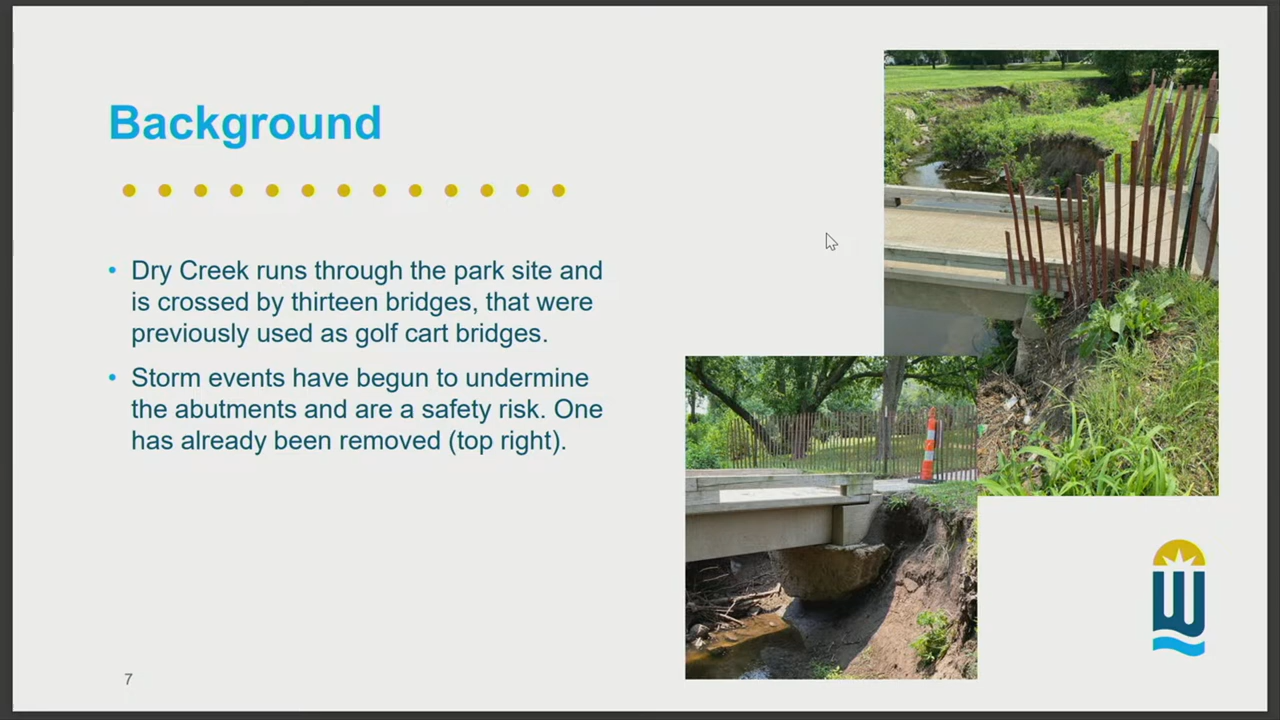 Background
• Dry Creek runs through the park site and
is crossed by thirteen bridges, that were
previously used as golf cart bridges.
• Storm events have begun to undermine
the abutments and are a safety risk. One
has already been removed (top right).
W
7